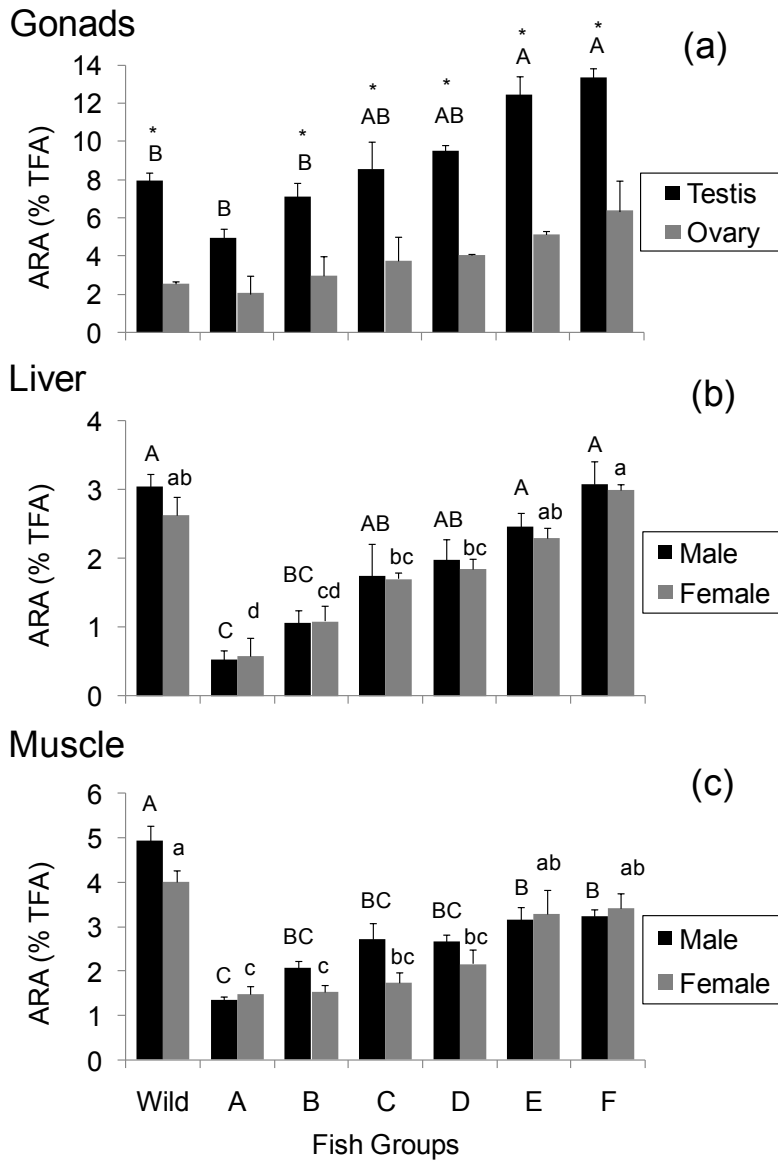 Gonads
(a)
* *
* * A A
* * AB AB
B B
B
14
12
10
8
6
4
2
0
ARA (% TFA)
Testis
Ovary
Liver
(b)
4
3
2
1
0
ARA (% TFA)
A ab C d BC cd AB bc AB bc A ab A a
Male
Female
Muscle
(c)
6
5
4
3
2
1
0
ARA (% TFA)
A a C c BC c BC bc BC bc B ab B ab
Male
Female
Wild A B C D E F
Fish Groups